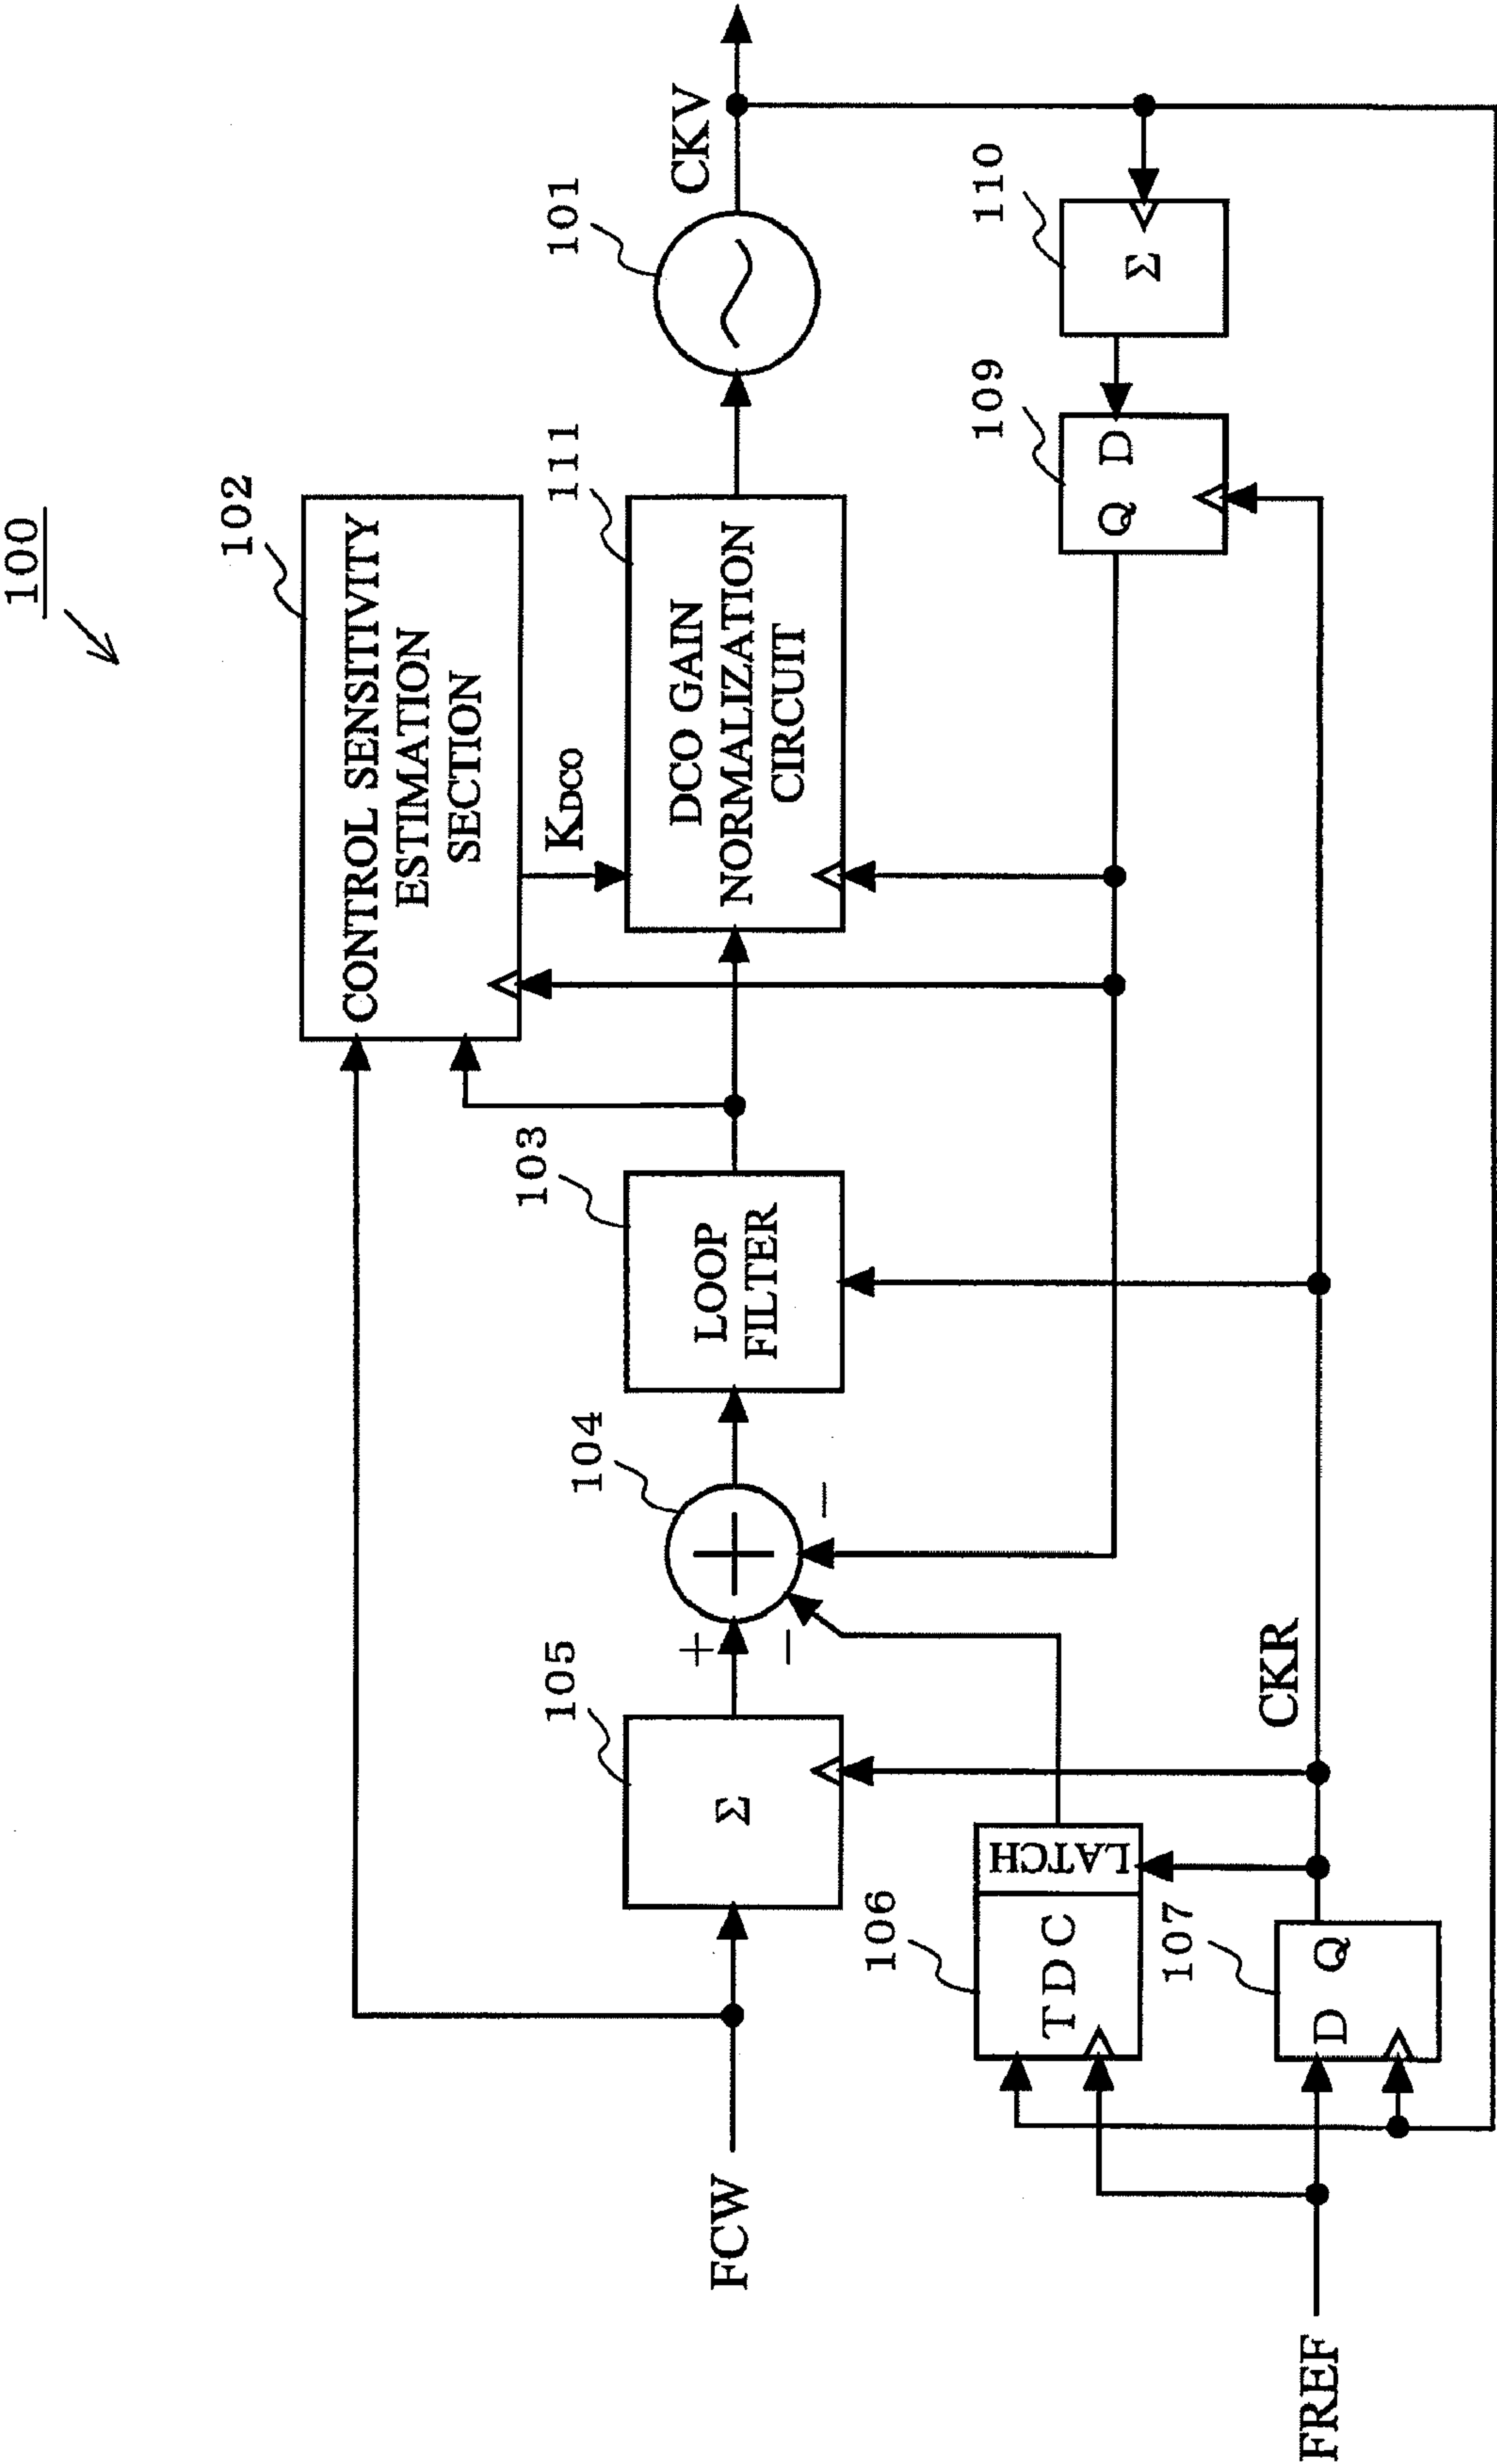 100
102
CONTROL SENSITIVITY
ESTIMATION
SECTION
KDCO
105
Σ
+
−
−
104
103
LOOP
FILTER
111
DCO GAIN
NORMALIZATION
CIRCUIT
101
CKV
FCW
106
TDC
LATCH
109
Q D
110
Σ
107
D Q
CKR
FREF